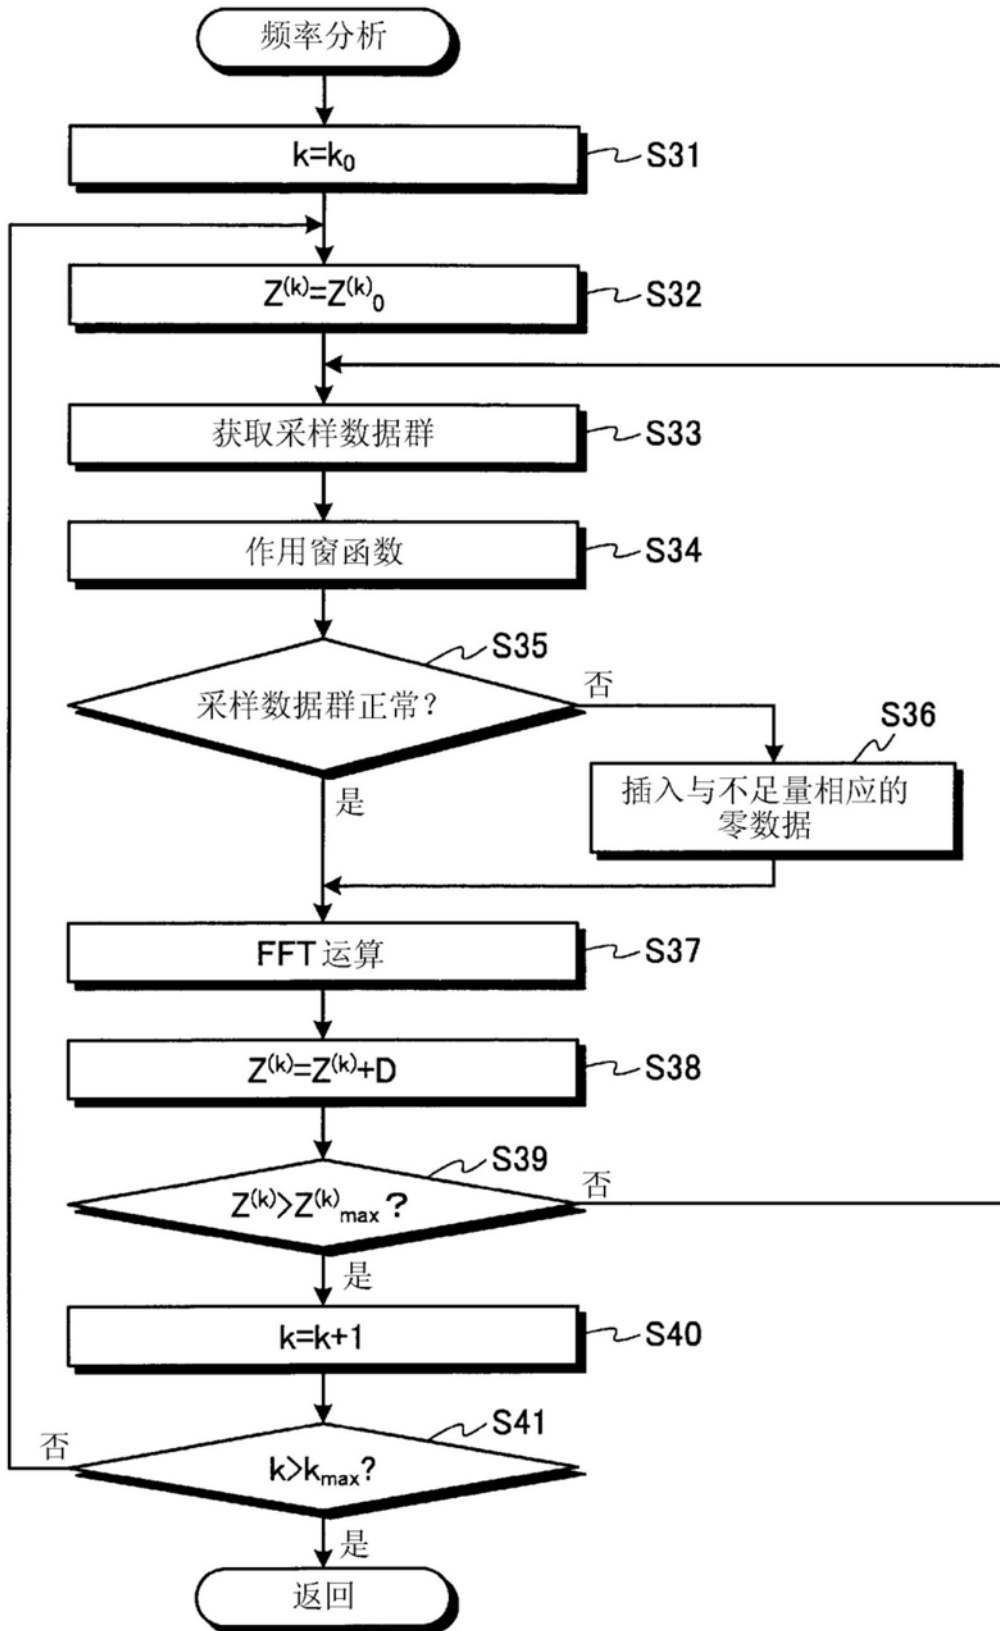 频率分析
k=k₀
S31
Z⁽ᵏ⁾=Z⁽ᵏ⁾₀
S32
获取采样数据群
S33
作用窗函数
S34
S35
采样数据群正常?
否
是
S36
插入与不足量相应的
零数据
FFT 运算
S37
Z⁽ᵏ⁾=Z⁽ᵏ⁾+D
S38
S39
Z⁽ᵏ⁾>Z⁽ᵏ⁾max?
否
是
k=k+1
S40
S41
否
k>kmax?
是
返回